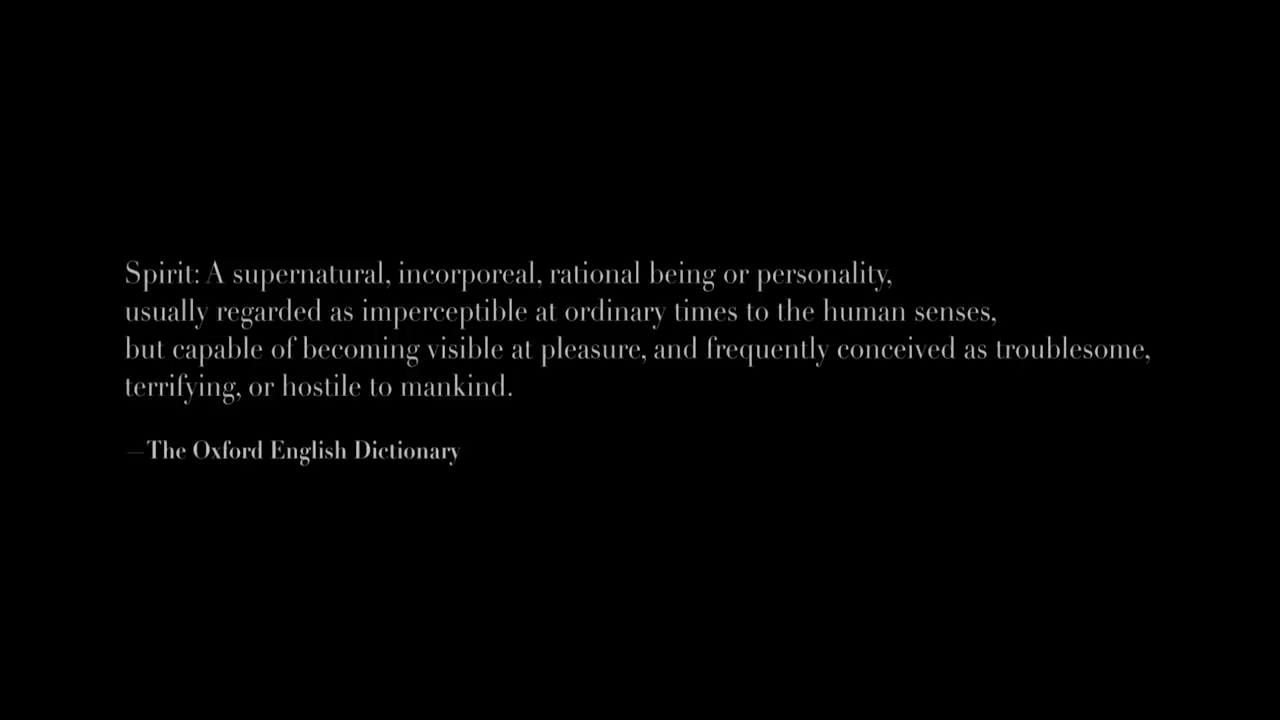 Spirit: A supernatural, incorporeal, rational being or personality,
usually regarded as imperceptible at ordinary times to the human senses,
but capable of becoming visible at pleasure, and frequently conceived as troublesome,
terrifying, or hostile to mankind.
—The Oxford English Dictionary